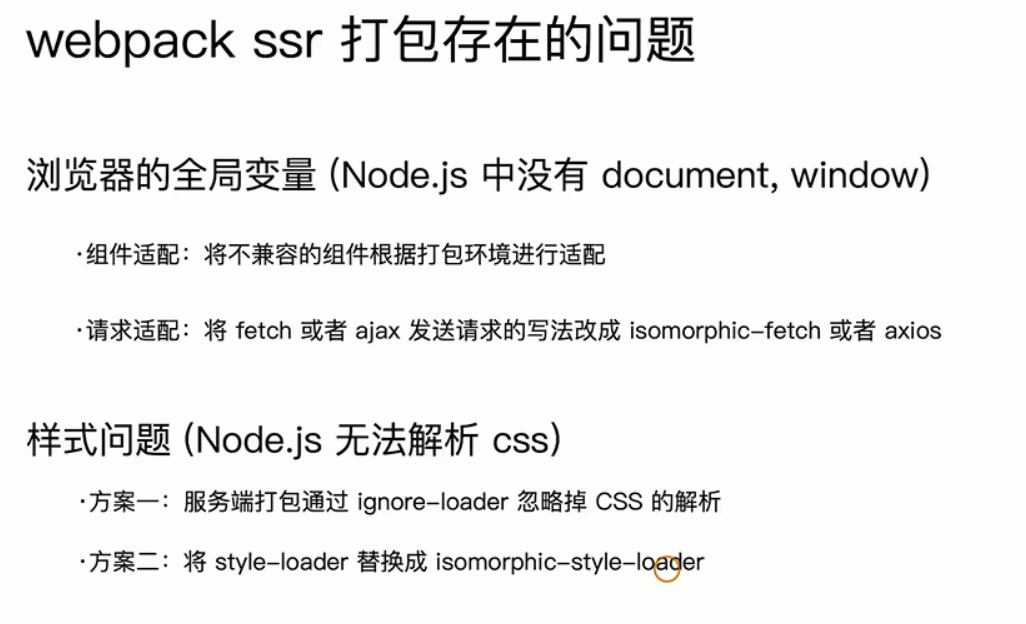 webpack ssr 打包存在的问题
浏览器的全局变量 (Node.js 中没有 document, window)
·组件适配：将不兼容的组件根据打包环境进行适配
·请求适配：将 fetch 或者 ajax 发送请求的写法改成 isomorphic-fetch 或者 axios
样式问题 (Node.js 无法解析 css)
·方案一：服务端打包通过 ignore-loader 忽略掉 CSS 的解析
·方案二：将 style-loader 替换成 isomorphic-style-loader